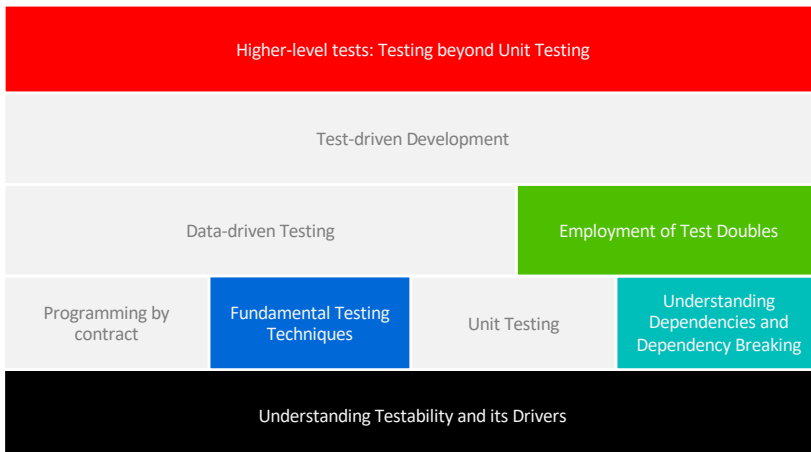 Higher-level tests: Testing beyond Unit Testing
Test-driven Development
Data-driven Testing
Employment of Test Doubles
Programming by
contract
Fundamental Testing
Techniques
Unit Testing
Understanding
Dependencies and
Dependency Breaking
Understanding Testability and its Drivers